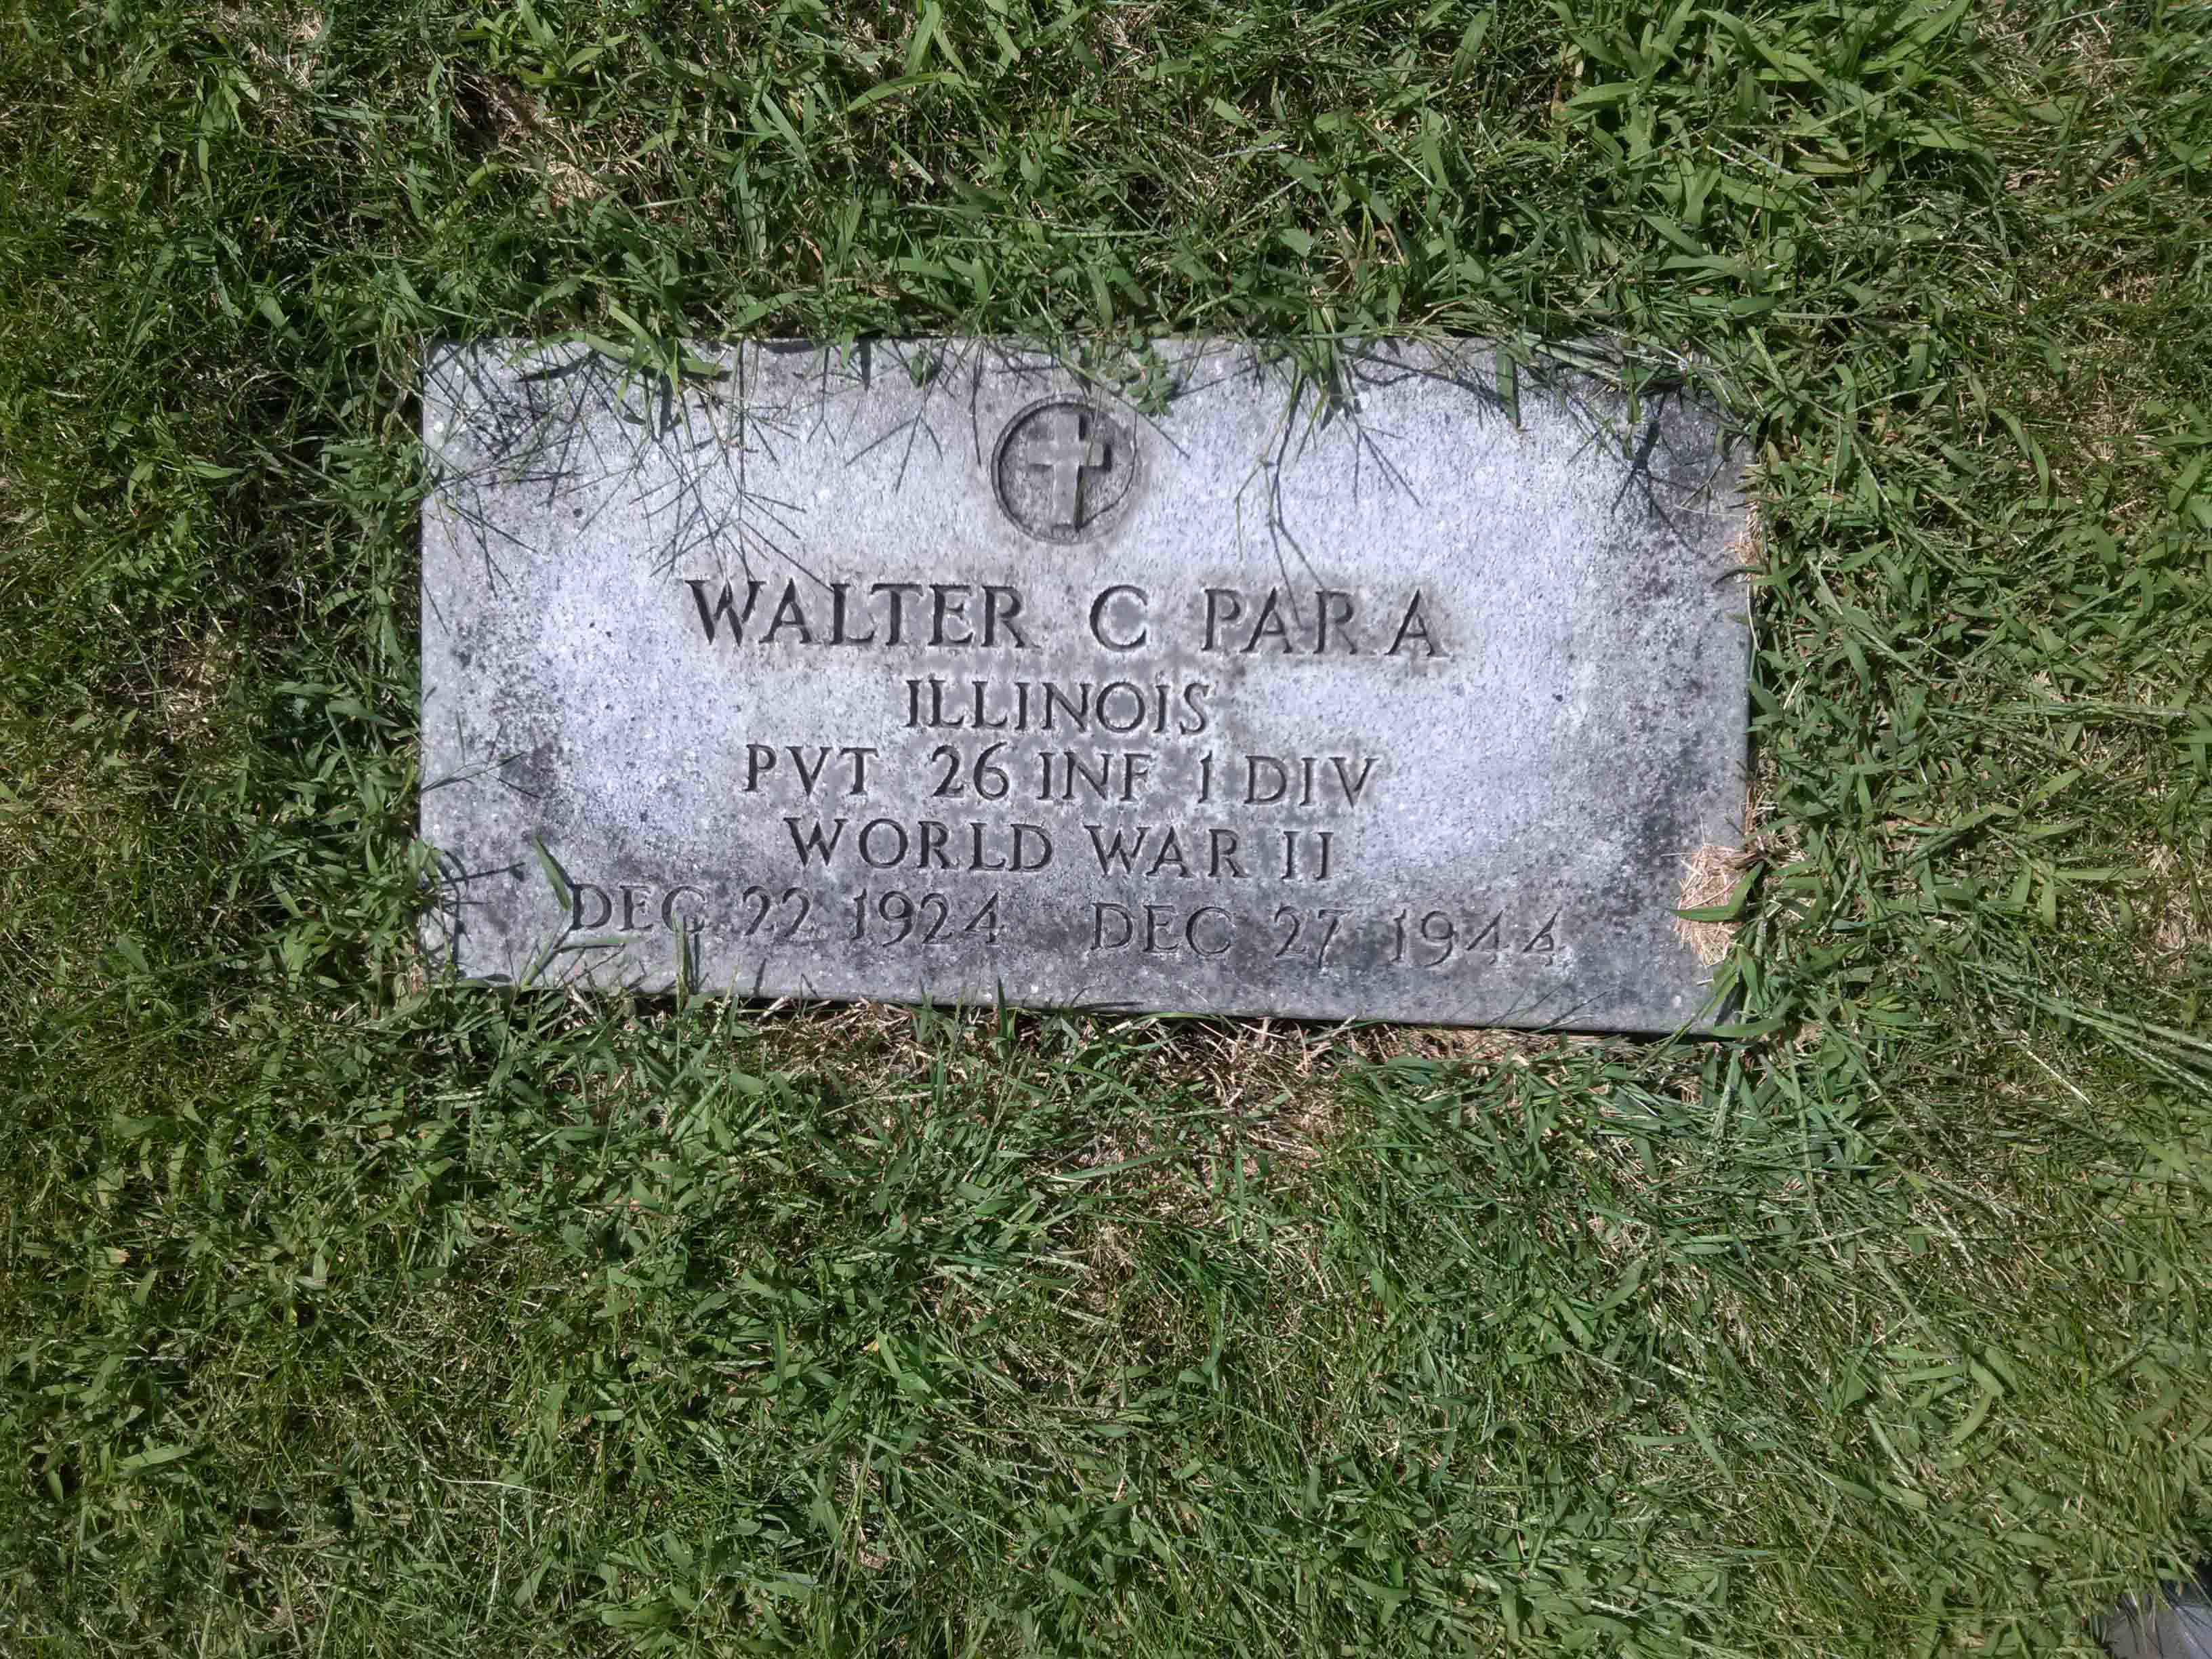 WALTER C PARA
ILLINOIS
PVT 26 INF 1 DIV
WORLD WAR II
DEC 22 1924 DEC 27 1944